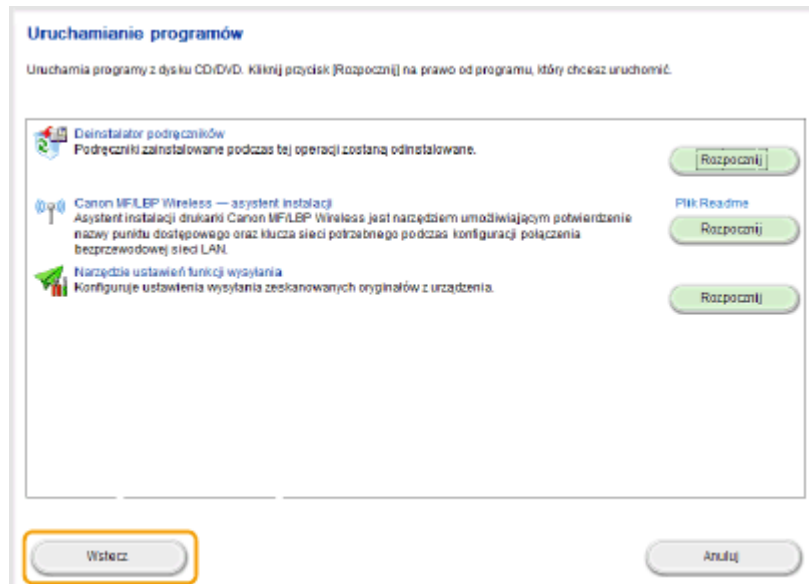 Uruchamianie programów
Uruchamia programy z dysku CD/DVD. Kliknij przycisk [Rozpocznij] na prawo od programu, który chcesz uruchomić.
Deinstalator podręczników
Podręczniki zainstalowane podczas tej operacji zostaną odinstalowane.
Rozpocznij
Canon MF/LBP Wireless — asystent instalacji
Plik Readme
Asystent instalacji drukarki Canon MF/LBP Wireless jest narzędziem umożliwiającym potwierdzenie
nazwy punktu dostępowego oraz klucza sieci potrzebnego podczas konfiguracji połączenia
bezprzewodowej sieci LAN.
Rozpocznij
Narzędzie ustawień funkcji wysyłania
Konfiguruje ustawienia wysyłania zeskanowanych oryginałów z urządzenia.
Rozpocznij
Wstecz
Anuluj